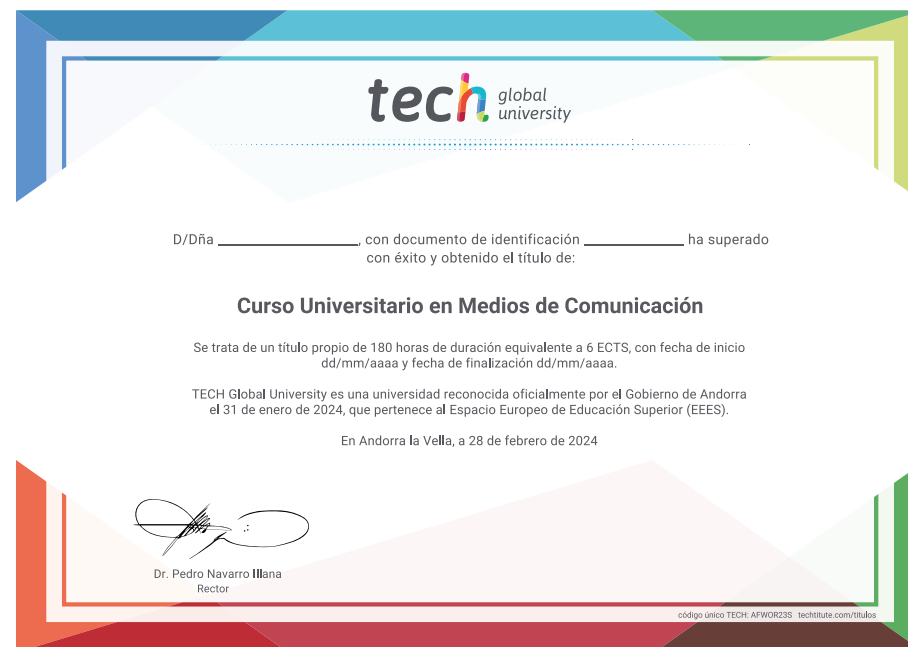 tech global university
D/Dña ____________________, con documento de identificación ______________ ha superado
con éxito y obtenido el título de:
Curso Universitario en Medios de Comunicación
Se trata de un título propio de 180 horas de duración equivalente a 6 ECTS, con fecha de inicio
dd/mm/aaaa y fecha de finalización dd/mm/aaaa.
TECH Global University es una universidad reconocida oficialmente por el Gobierno de Andorra
el 31 de enero de 2024, que pertenece al Espacio Europeo de Educación Superior (EEES).
En Andorra la Vella, a 28 de febrero de 2024
Dr. Pedro Navarro Illana
Rector
código único TECH: AFWOR23S techtitute.com/titulos